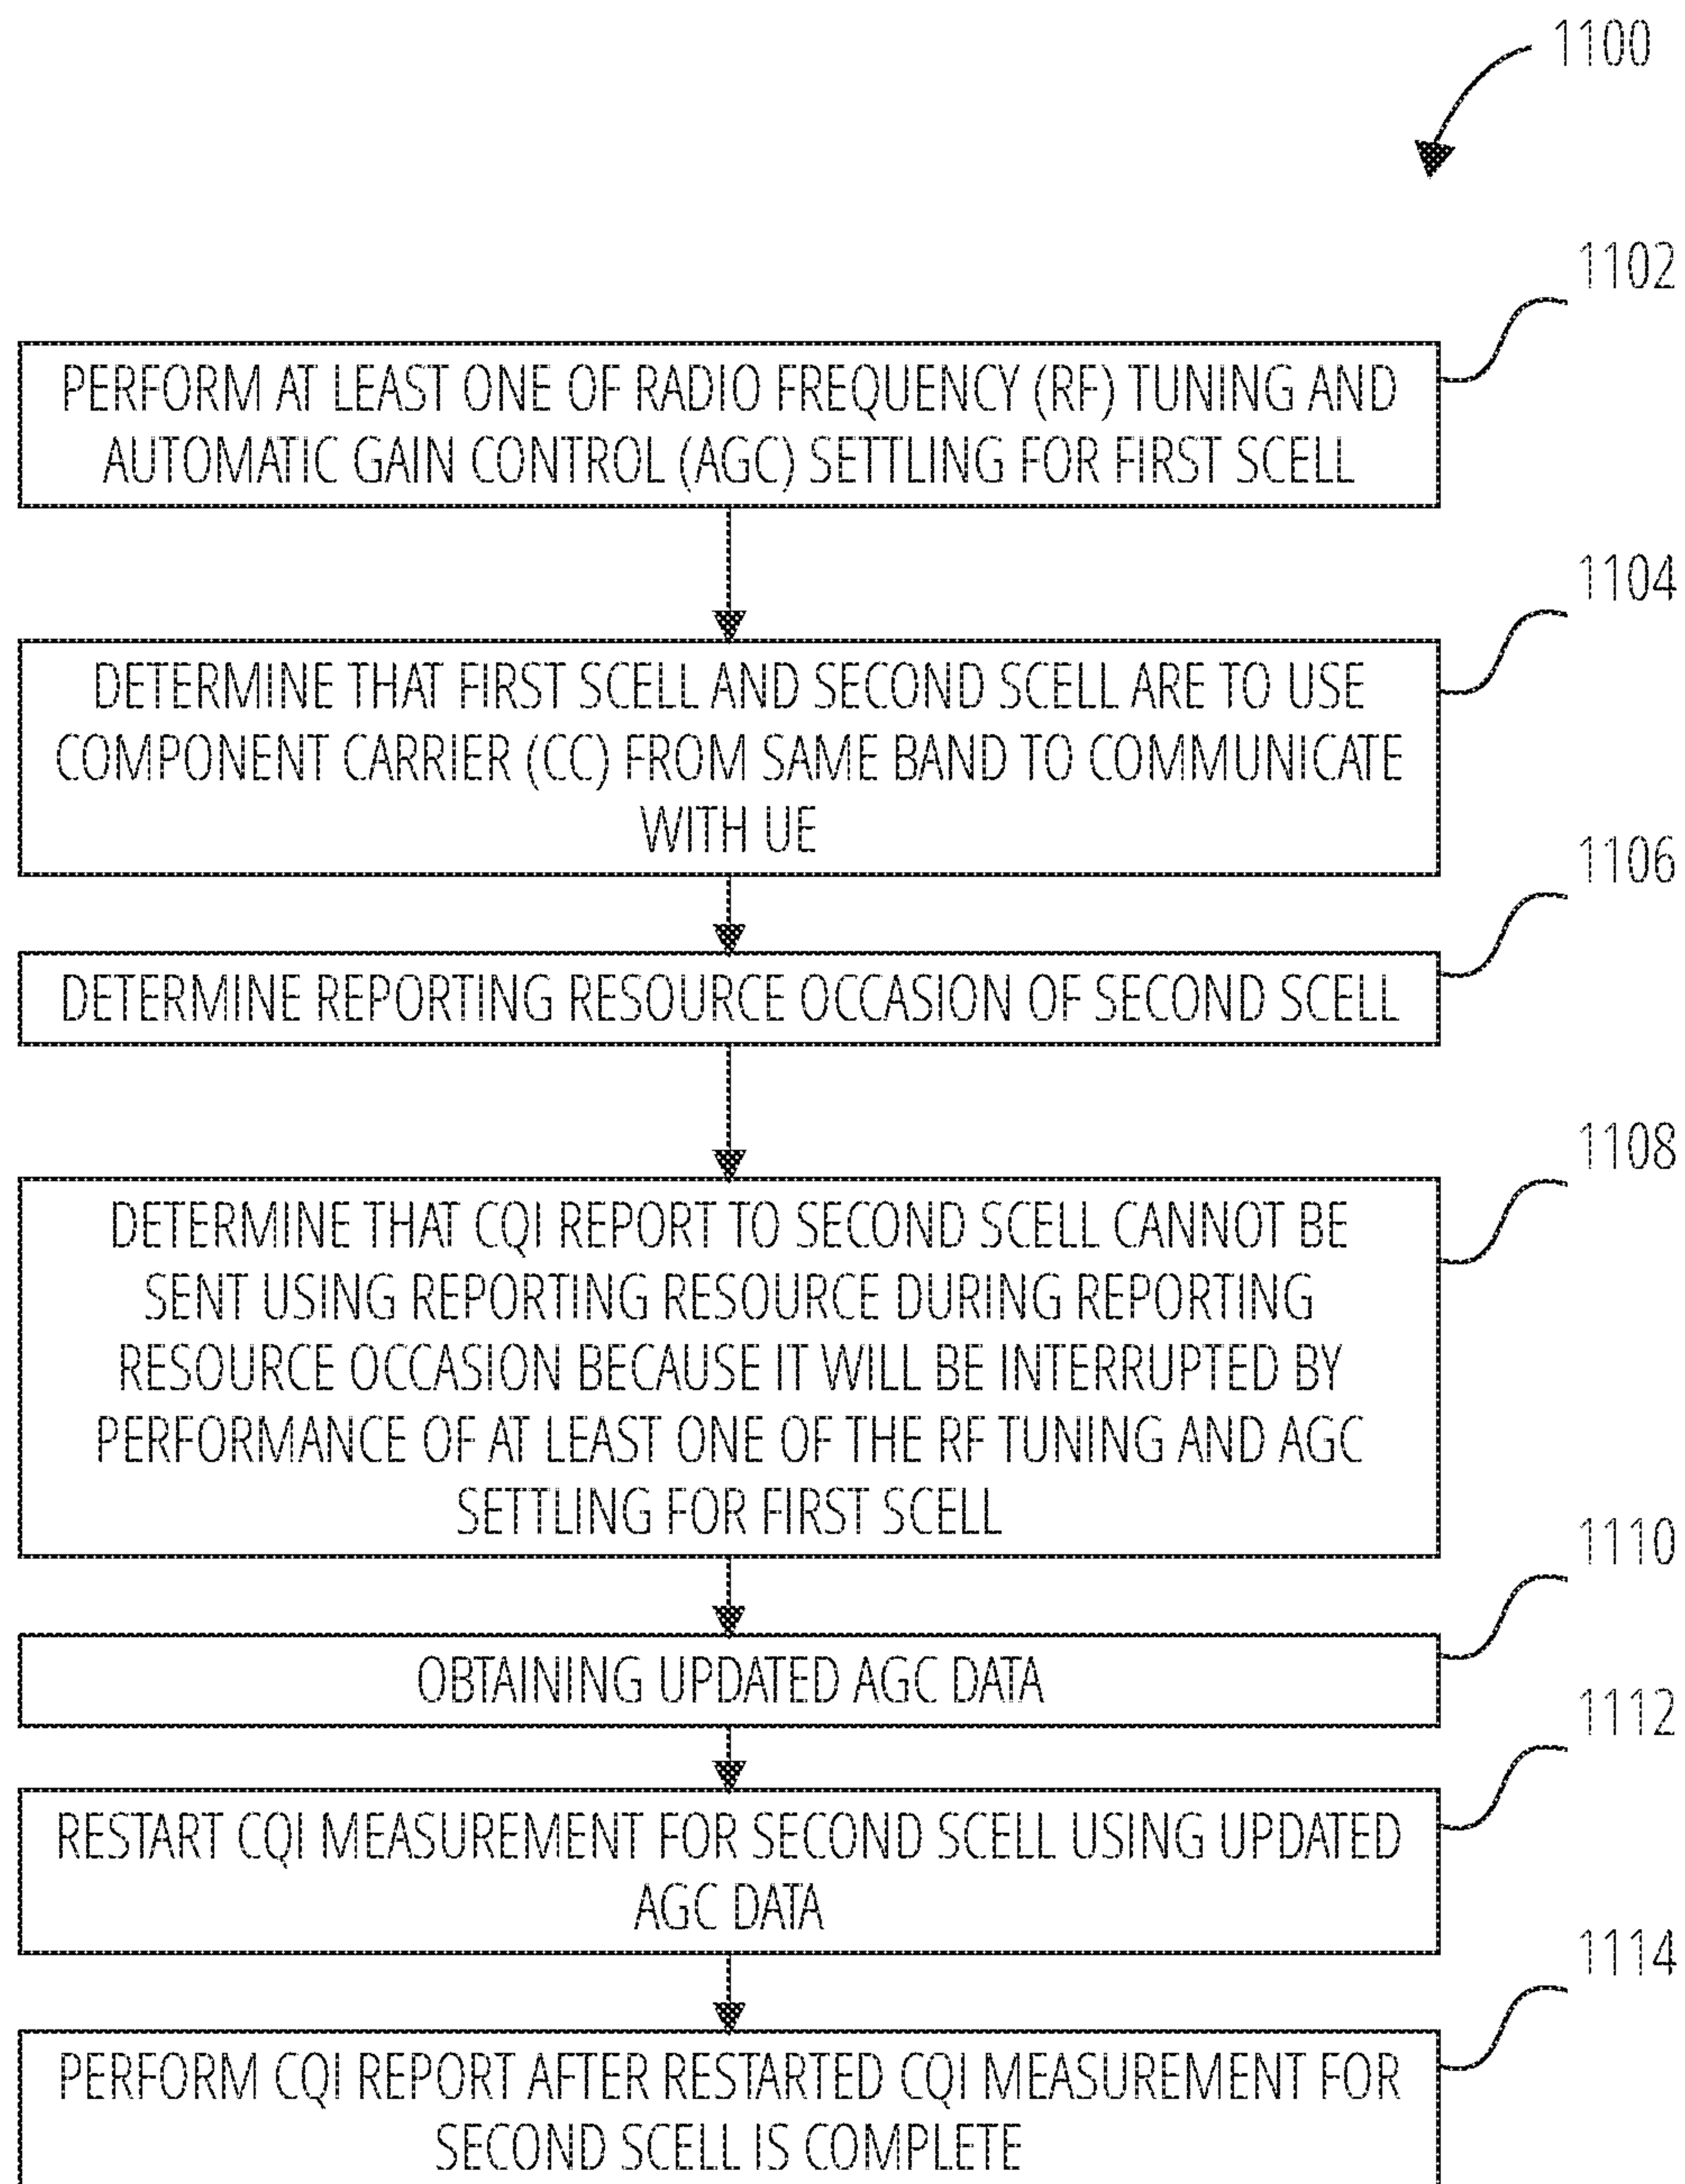 1100
1102
PERFORM AT LEAST ONE OF RADIO FREQUENCY (RF) TUNING AND
AUTOMATIC GAIN CONTROL (AGC) SETTLING FOR FIRST SCELL
1104
DETERMINE THAT FIRST SCELL AND SECOND SCELL ARE TO USE
COMPONENT CARRIER (CC) FROM SAME BAND TO COMMUNICATE
WITH UE
1106
DETERMINE REPORTING RESOURCE OCCASION OF SECOND SCELL
1108
DETERMINE THAT CQI REPORT TO SECOND SCELL CANNOT BE
SENT USING REPORTING RESOURCE DURING REPORTING
RESOURCE OCCASION BECAUSE IT WILL BE INTERRUPTED BY
PERFORMANCE OF AT LEAST ONE OF THE RF TUNING AND AGC
SETTLING FOR FIRST SCELL
1110
OBTAINING UPDATED AGC DATA
1112
RESTART CQI MEASUREMENT FOR SECOND SCELL USING UPDATED
AGC DATA
1114
PERFORM CQI REPORT AFTER RESTARTED CQI MEASUREMENT FOR
SECOND SCELL IS COMPLETE